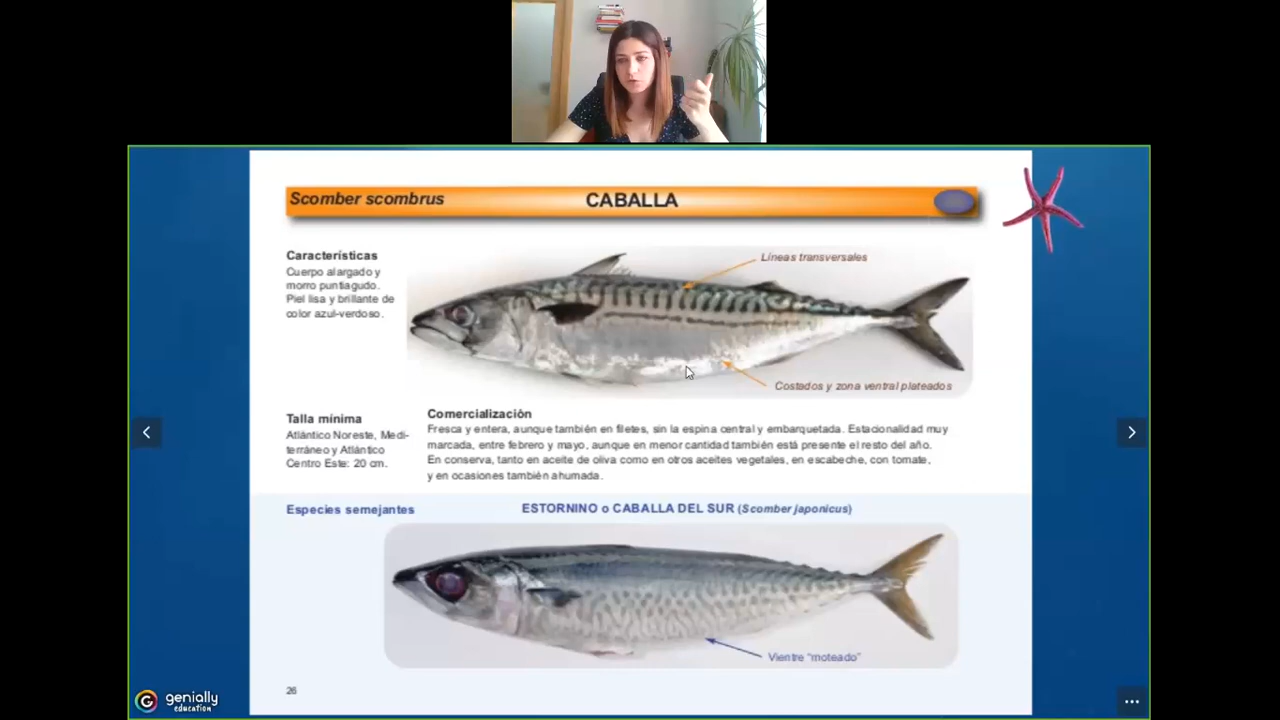 Scomber scombrus
CABALLA
Características
Cuerpo alargado y
morro puntiagudo.
Piel lisa y brillante de
color azul-verdoso.
Líneas transversales
Costados y zona ventral plateados
Talla mínima
Atlántico Noreste, Medi-
terráneo y Atlántico
Centro Este: 20 cm.
Comercialización
Fresca y entera, aunque también en filetes, sin la espina central y embarquetada. Estacionalidad muy
marcada, entre febrero y mayo, aunque en menor cantidad también está presente el resto del año.
En conserva, tanto en aceite de oliva como en otros aceites vegetales, en escabeche, con tomate,
y en ocasiones también ahumada.
Especies semejantes
ESTORNINO o CABALLA DEL SUR (Scomber japonicus)
Vientre "moteado"
26
genially
education